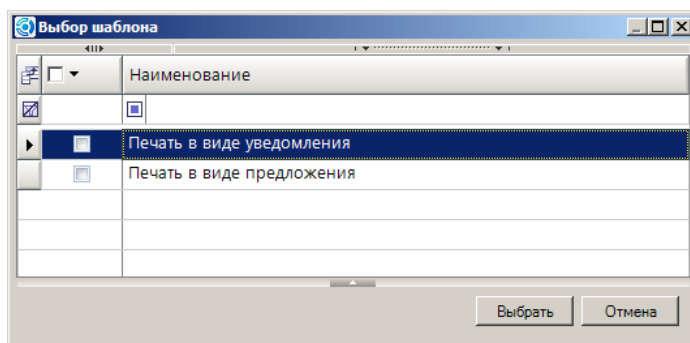 Выбор шаблона
Наименование
Печать в виде уведомления
Печать в виде предложения
Выбрать Отмена